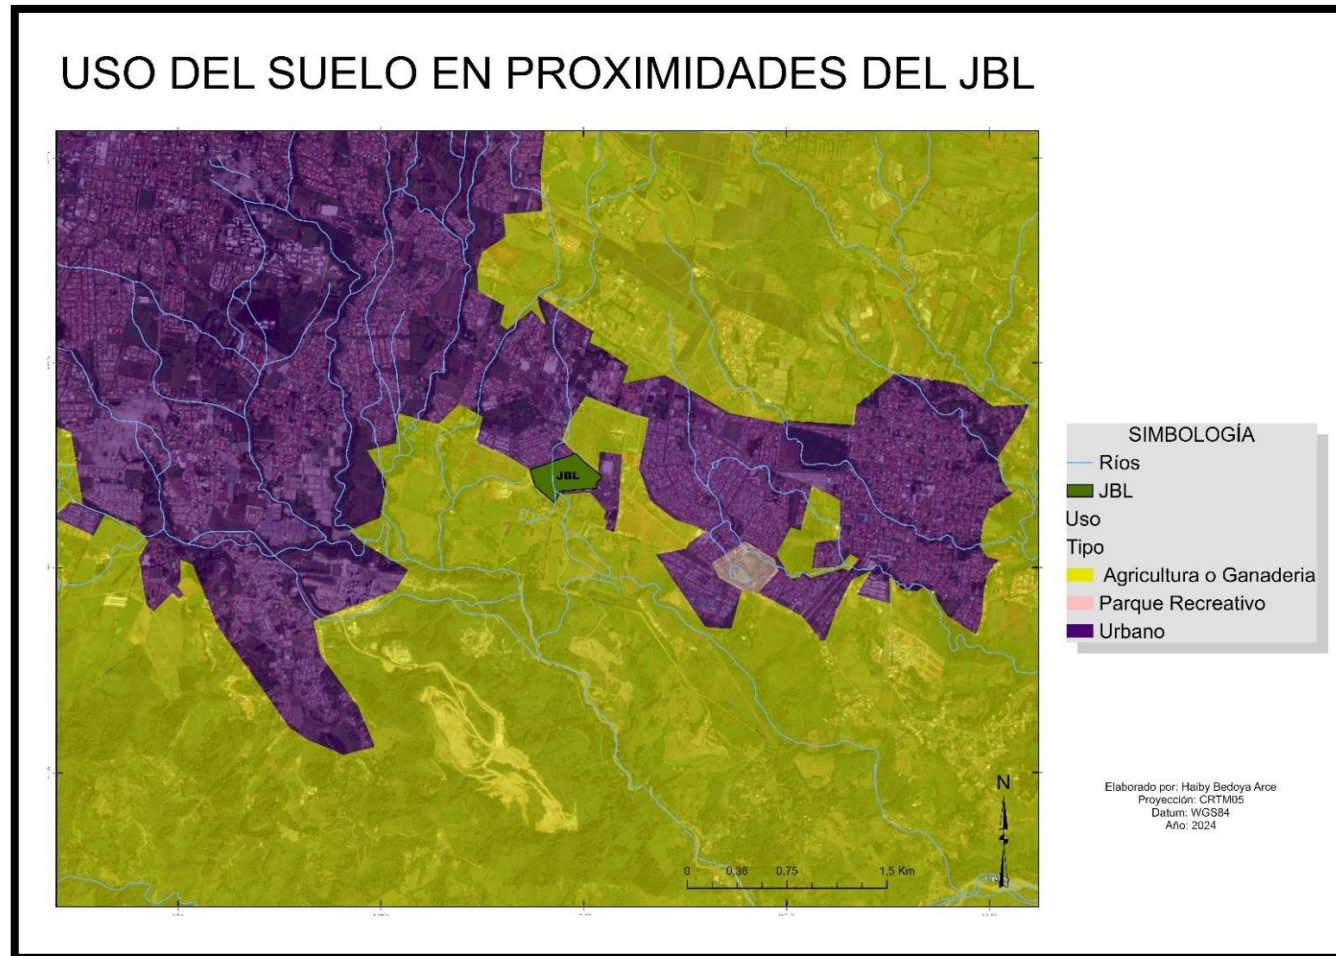 USO DEL SUELO EN PROXIMIDADES DEL JBL
JBL
SIMBOLOGÍA
Ríos
JBL
Uso
Tipo
Agricultura o Ganaderia
Parque Recreativo
Urbano
N
0 0,38 0,75 1,5 Km
Elaborado por: Haiby Bedoya Arce
Proyección: CRTM05
Datum: WGS84
Año: 2024